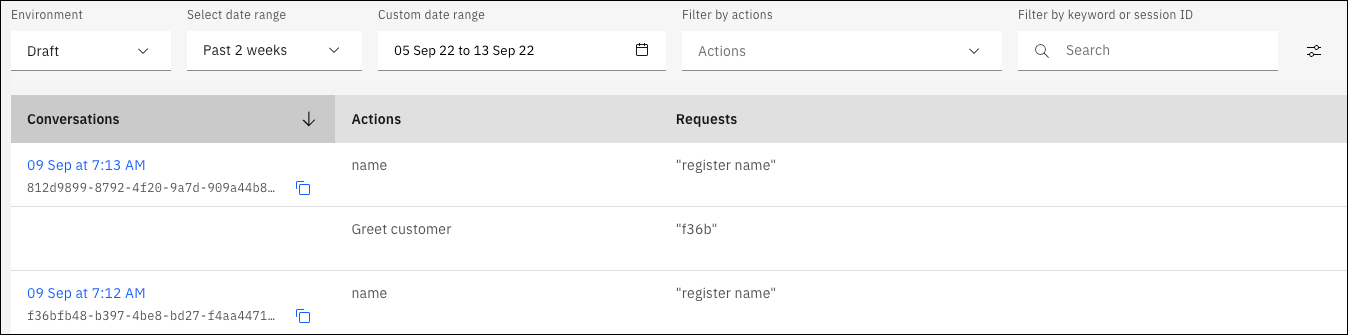 Environment Select date range Custom date range Filter by actions Filter by keyword or session ID
Draft Past 2 weeks 05 Sep 22 to 13 Sep 22 Actions Search
Conversations Actions Requests
09 Sep at 7:13 AM name "register name"
812d9899-8792-4f20-9a7d-909a44b8…
Greet customer "f36b"
09 Sep at 7:12 AM name "register name"
f36bfb48-b397-4be8-bd27-f4aa4471…